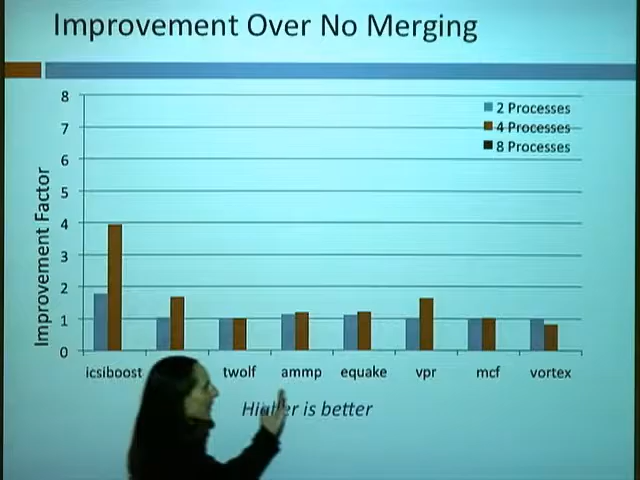 Improvement Over No Merging
8
7
6
5
4
3
2
1
0
Improvement Factor
2 Processes
4 Processes
8 Processes
icsiboost twolf ammp equake vpr mcf vortex
Higher is better